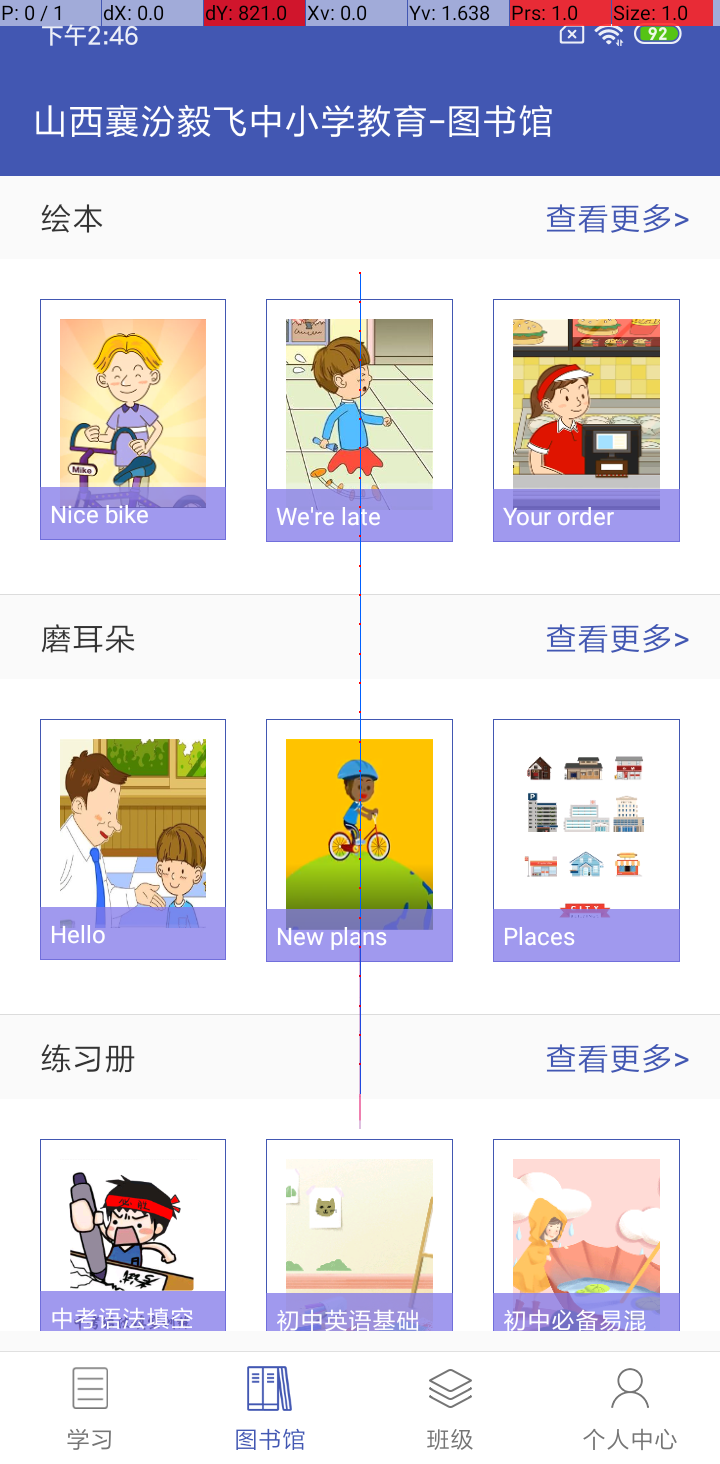 P: 0 / 1 dX: 0.0 dY: 821.0 Xv: 0.0 Yv: 1.638 Prs: 1.0 Size: 1.0
下午2:46 92
山西襄汾毅飞中小学教育-图书馆
绘本 查看更多>
Mike
Nice bike We're late Your order
磨耳朵 查看更多>
P
CITY
Hello New plans Places
练习册 查看更多>
中考语法填空 初中英语基础 初中必备易混
学习 图书馆 班级 个人中心